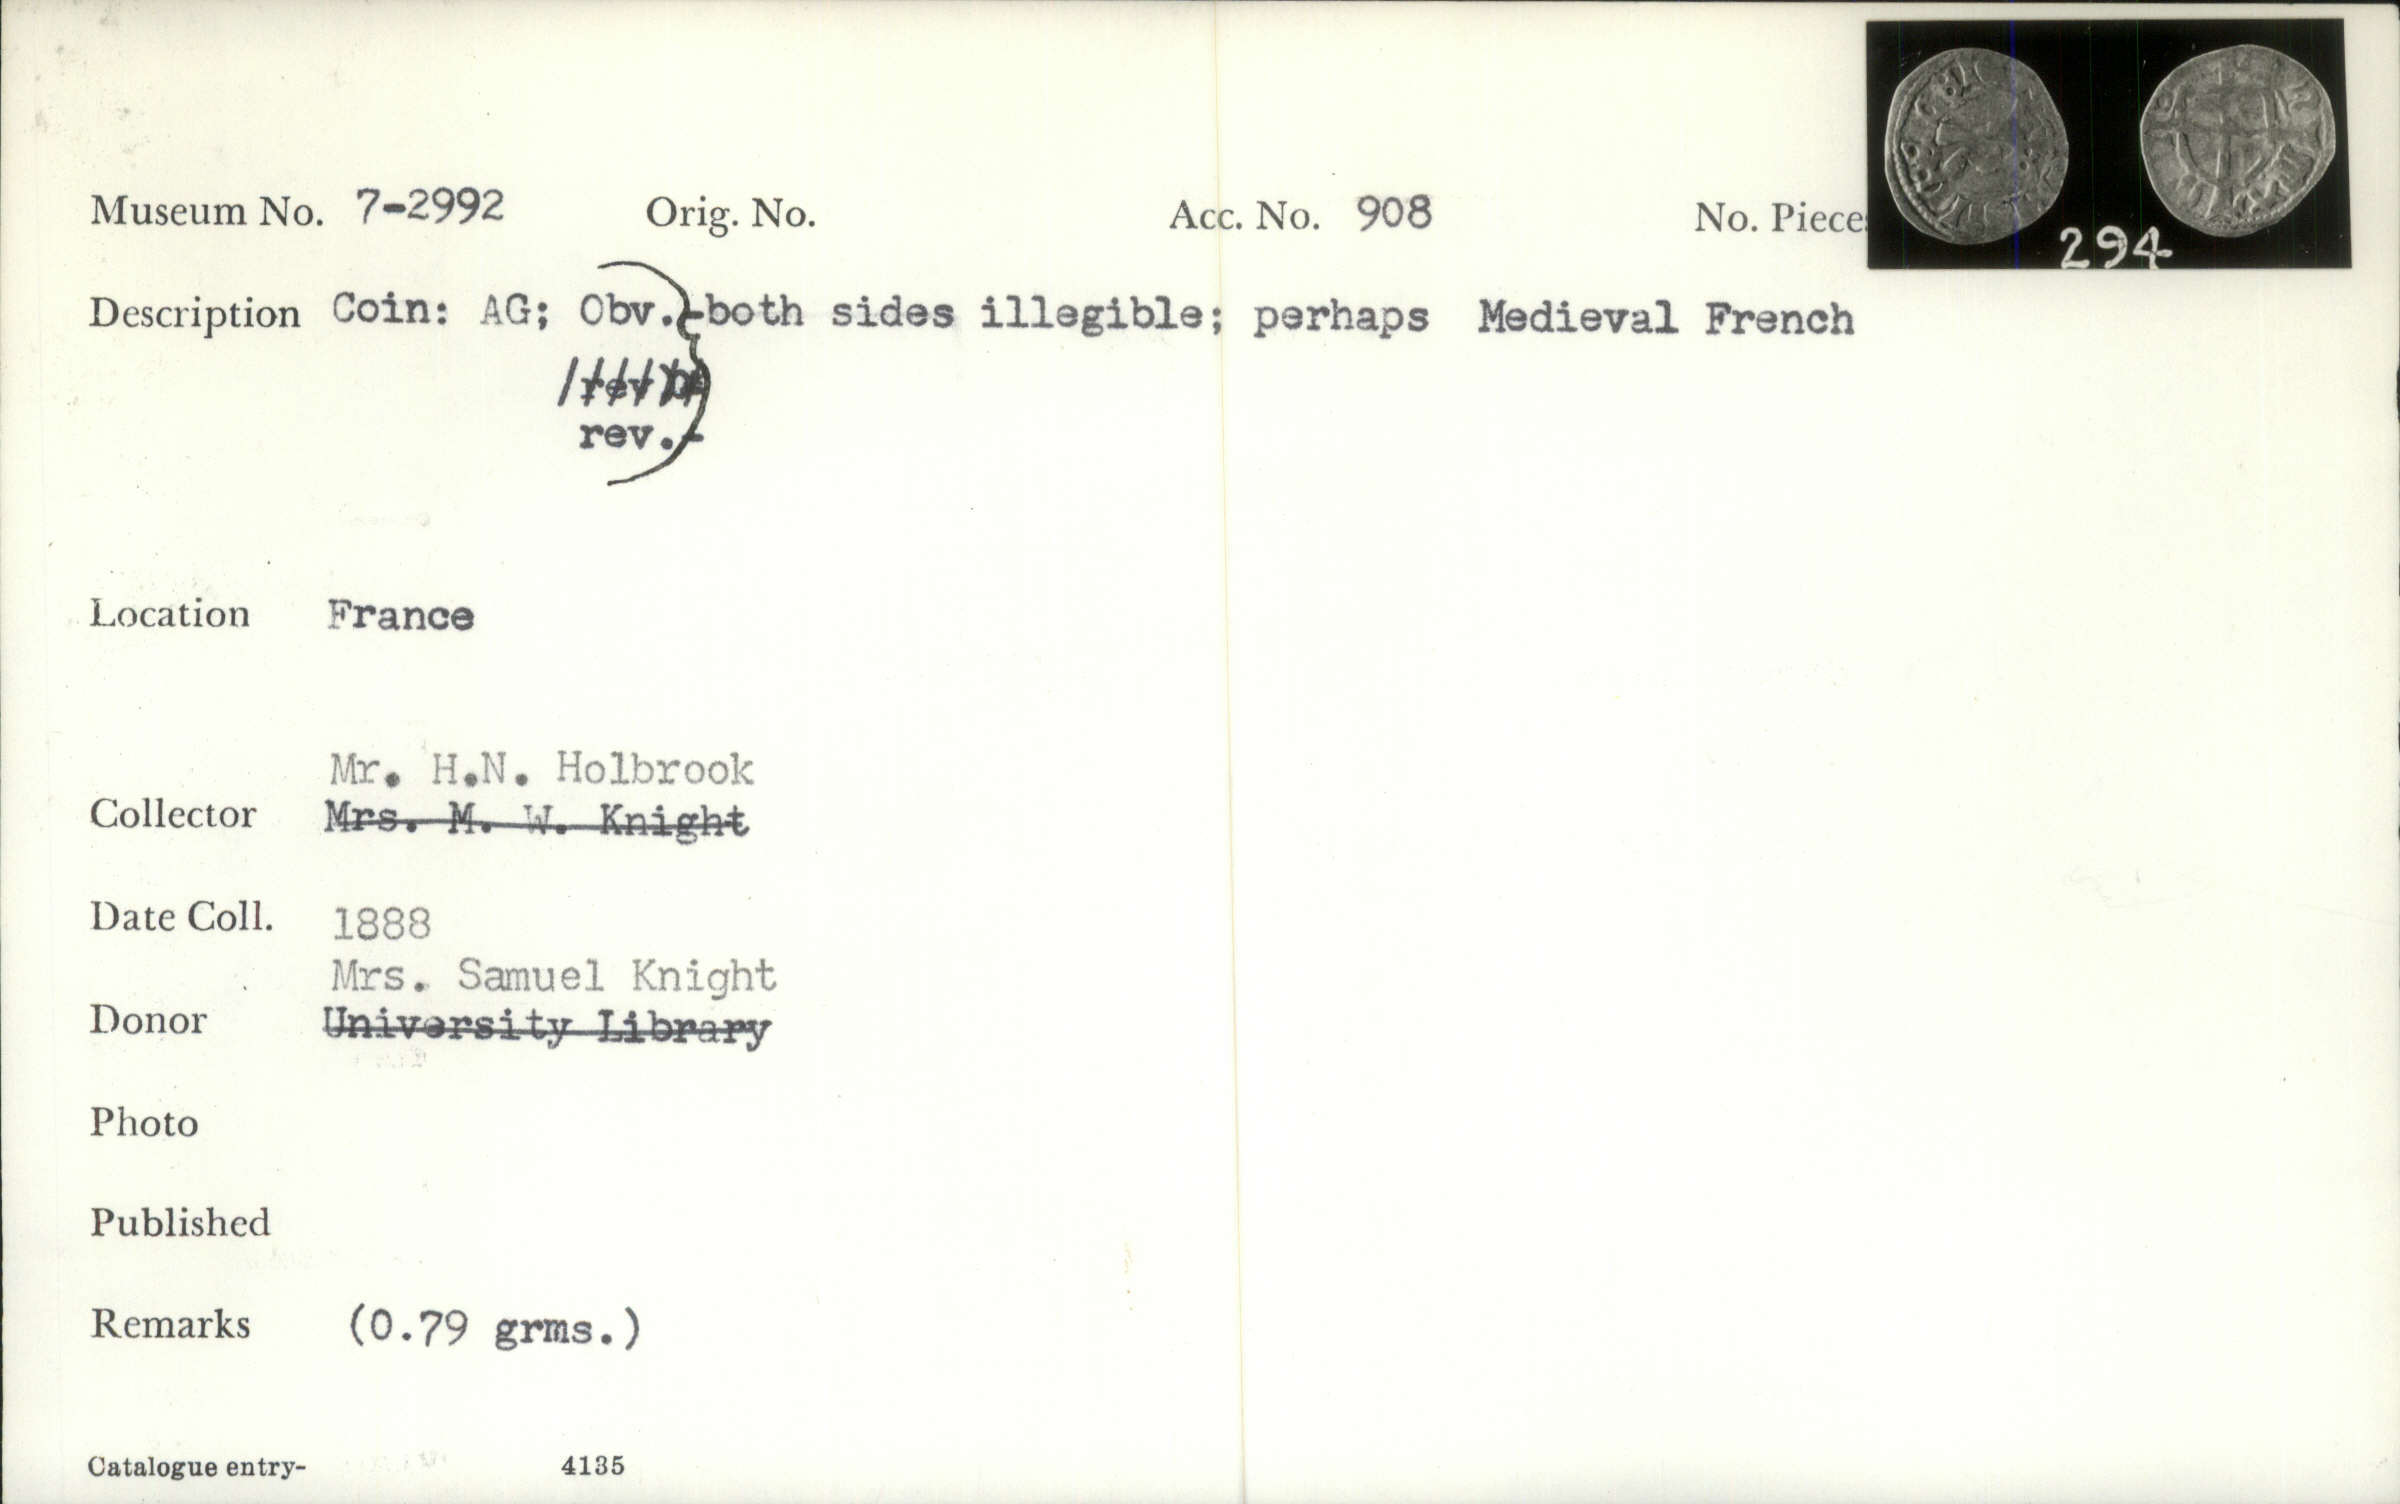 Museum No. 7-2992 Orig. No. Acc. No. 908 No. Piece
294
Description Coin: AG; Obv.-both sides illegible; perhaps Medieval French
rev
rev.-
Location France
Mr. H.N. Holbrook
Collector Mrs. M. W. Knight
Date Coll. 1888
Mrs. Samuel Knight
Donor University Library
Photo
Published
Remarks (0.79 grms.)
Catalogue entry- 4135